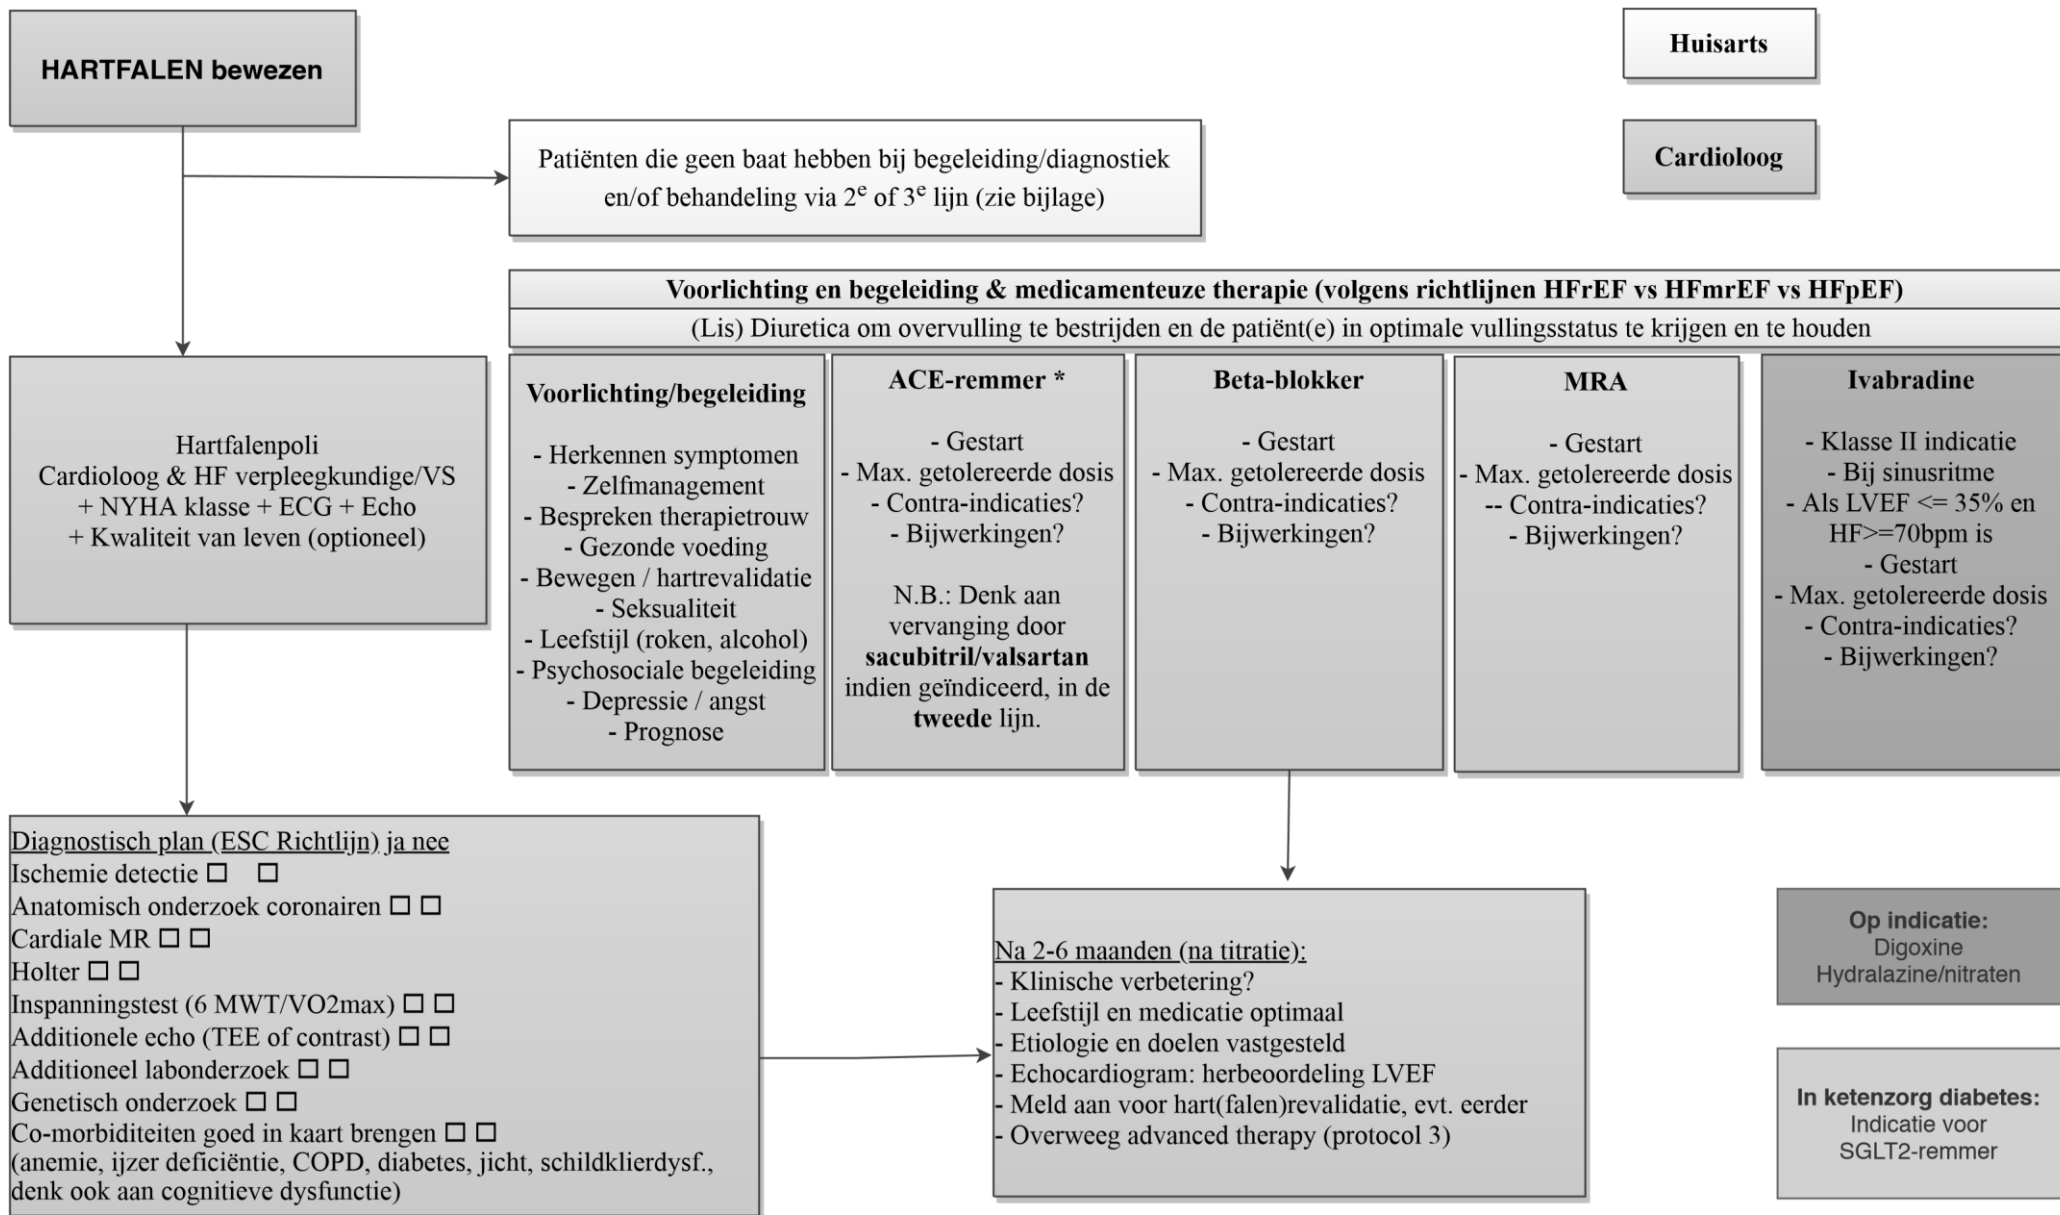 HARTFALEN bewezen
Huisarts
Cardioloog
Patiënten die geen baat hebben bij begeleiding/diagnostiek
en/of behandeling via 2e of 3e lijn (zie bijlage)
Voorlichting en begeleiding & medicamenteuze therapie (volgens richtlijnen HFrEF vs HFmrEF vs HFpEF)
(Lis) Diuretica om overvulling te bestrijden en de patiënt(e) in optimale vullingsstatus te krijgen en te houden
Hartfalenpoli
Cardioloog & HF verpleegkundige/VS
+ NYHA klasse + ECG + Echo
+ Kwaliteit van leven (optioneel)
Voorlichting/begeleiding
- Herkennen symptomen
- Zelfmanagement
- Bespreken therapietrouw
- Gezonde voeding
- Bewegen / hartrevalidatie
- Seksualiteit
- Leefstijl (roken, alcohol)
- Psychosociale begeleiding
- Depressie / angst
- Prognose
ACE-remmer *
- Gestart
- Max. getolereerde dosis
- Contra-indicaties?
- Bijwerkingen?
N.B.: Denk aan
vervanging door
sacubitril/valsartan
indien geïndiceerd, in de
tweede lijn.
Beta-blokker
- Gestart
- Max. getolereerde dosis
- Contra-indicaties?
- Bijwerkingen?
MRA
- Gestart
- Max. getolereerde dosis
-- Contra-indicaties?
- Bijwerkingen?
Ivabradine
- Klasse II indicatie
- Bij sinusritme
- Als LVEF <= 35% en
HF>=70bpm is
- Gestart
- Max. getolereerde dosis
- Contra-indicaties?
- Bijwerkingen?
Diagnostisch plan (ESC Richtlijn) ja nee
Ischemie detectie ☐ ☐
Anatomisch onderzoek coronairen ☐ ☐
Cardiale MR ☐ ☐
Holter ☐ ☐
Inspanningstest (6 MWT/VO2max) ☐ ☐
Additionele echo (TEE of contrast) ☐ ☐
Additioneel labonderzoek ☐ ☐
Genetisch onderzoek ☐ ☐
Co-morbiditeiten goed in kaart brengen ☐ ☐
(anemie, ijzer deficiëntie, COPD, diabetes, jicht, schildklierdysf.,
denk ook aan cognitieve dysfunctie)
Na 2-6 maanden (na titratie):
- Klinische verbetering?
- Leefstijl en medicatie optimaal
- Etiologie en doelen vastgesteld
- Echocardiogram: herbeoordeling LVEF
- Meld aan voor hart(falen)revalidatie, evt. eerder
- Overweeg advanced therapy (protocol 3)
Op indicatie:
Digoxine
Hydralazine/nitraten
In ketenzorg diabetes:
Indicatie voor
SGLT2-remmer